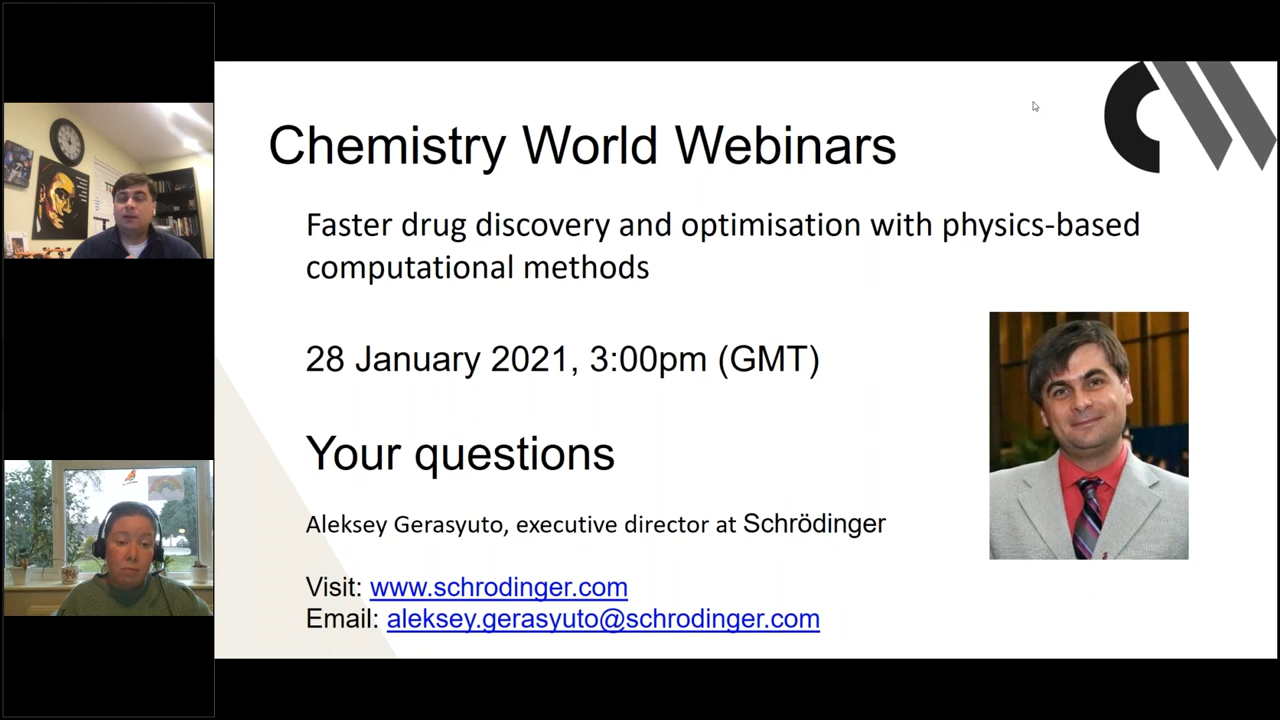 Chemistry World Webinars
Faster drug discovery and optimisation with physics-based
computational methods
28 January 2021, 3:00pm (GMT)
Your questions
Aleksey Gerasyuto, executive director at Schrödinger
Visit: www.schrodinger.com
Email: aleksey.gerasyuto@schrodinger.com